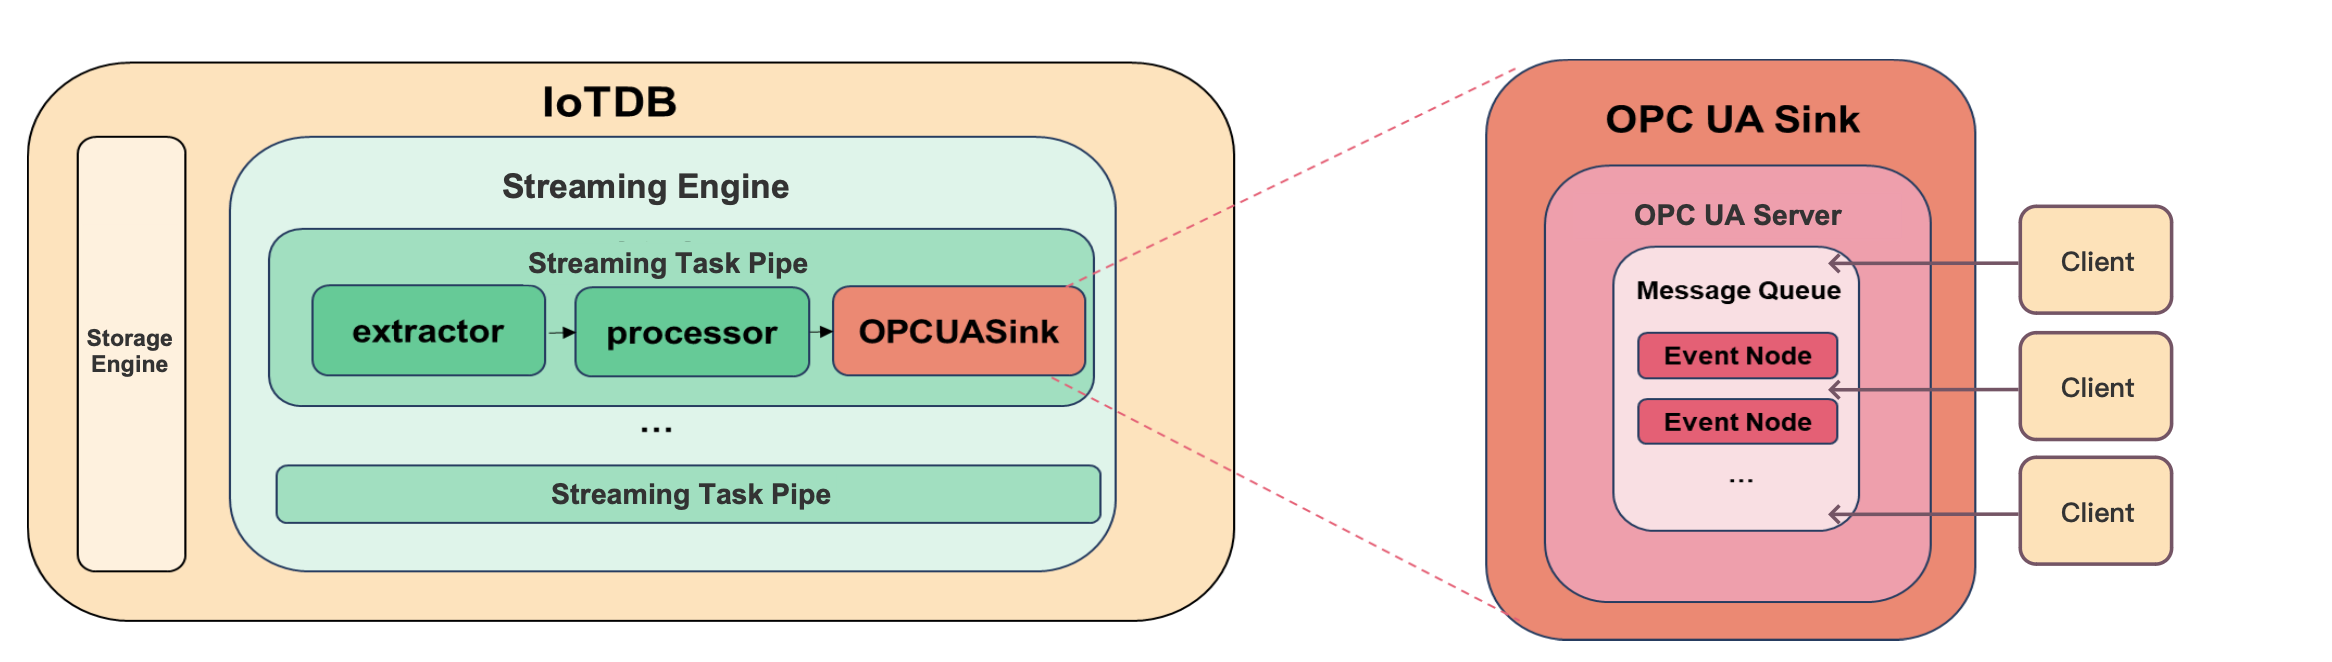 IoTDB
Storage
Engine
Streaming Engine
Streaming Task Pipe
extractor
processor
OPCUASink
...
Streaming Task Pipe
OPC UA Sink
OPC UA Server
Message Queue
Event Node
Event Node
...
Client
Client
Client